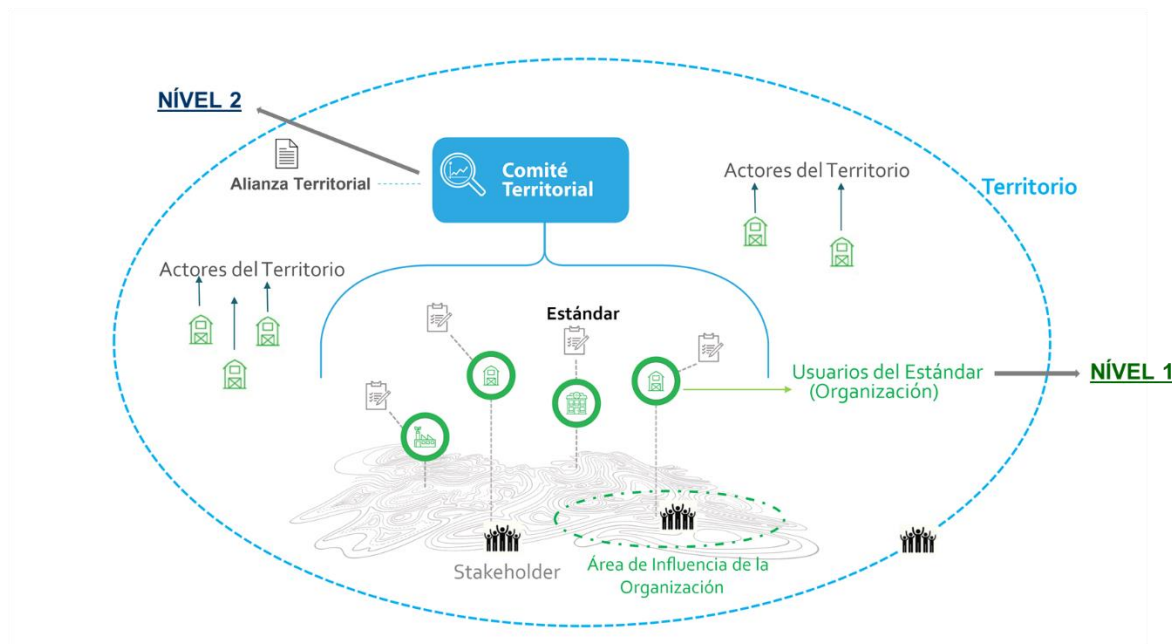 NÍVEL 2
Alianza Territorial
Comité
Territorial
Actores del Territorio
Territorio
Actores del Territorio
Estándar
Usuarios del Estándar
(Organización)
NÍVEL 1
Stakeholder
Área de Influencia de la
Organización